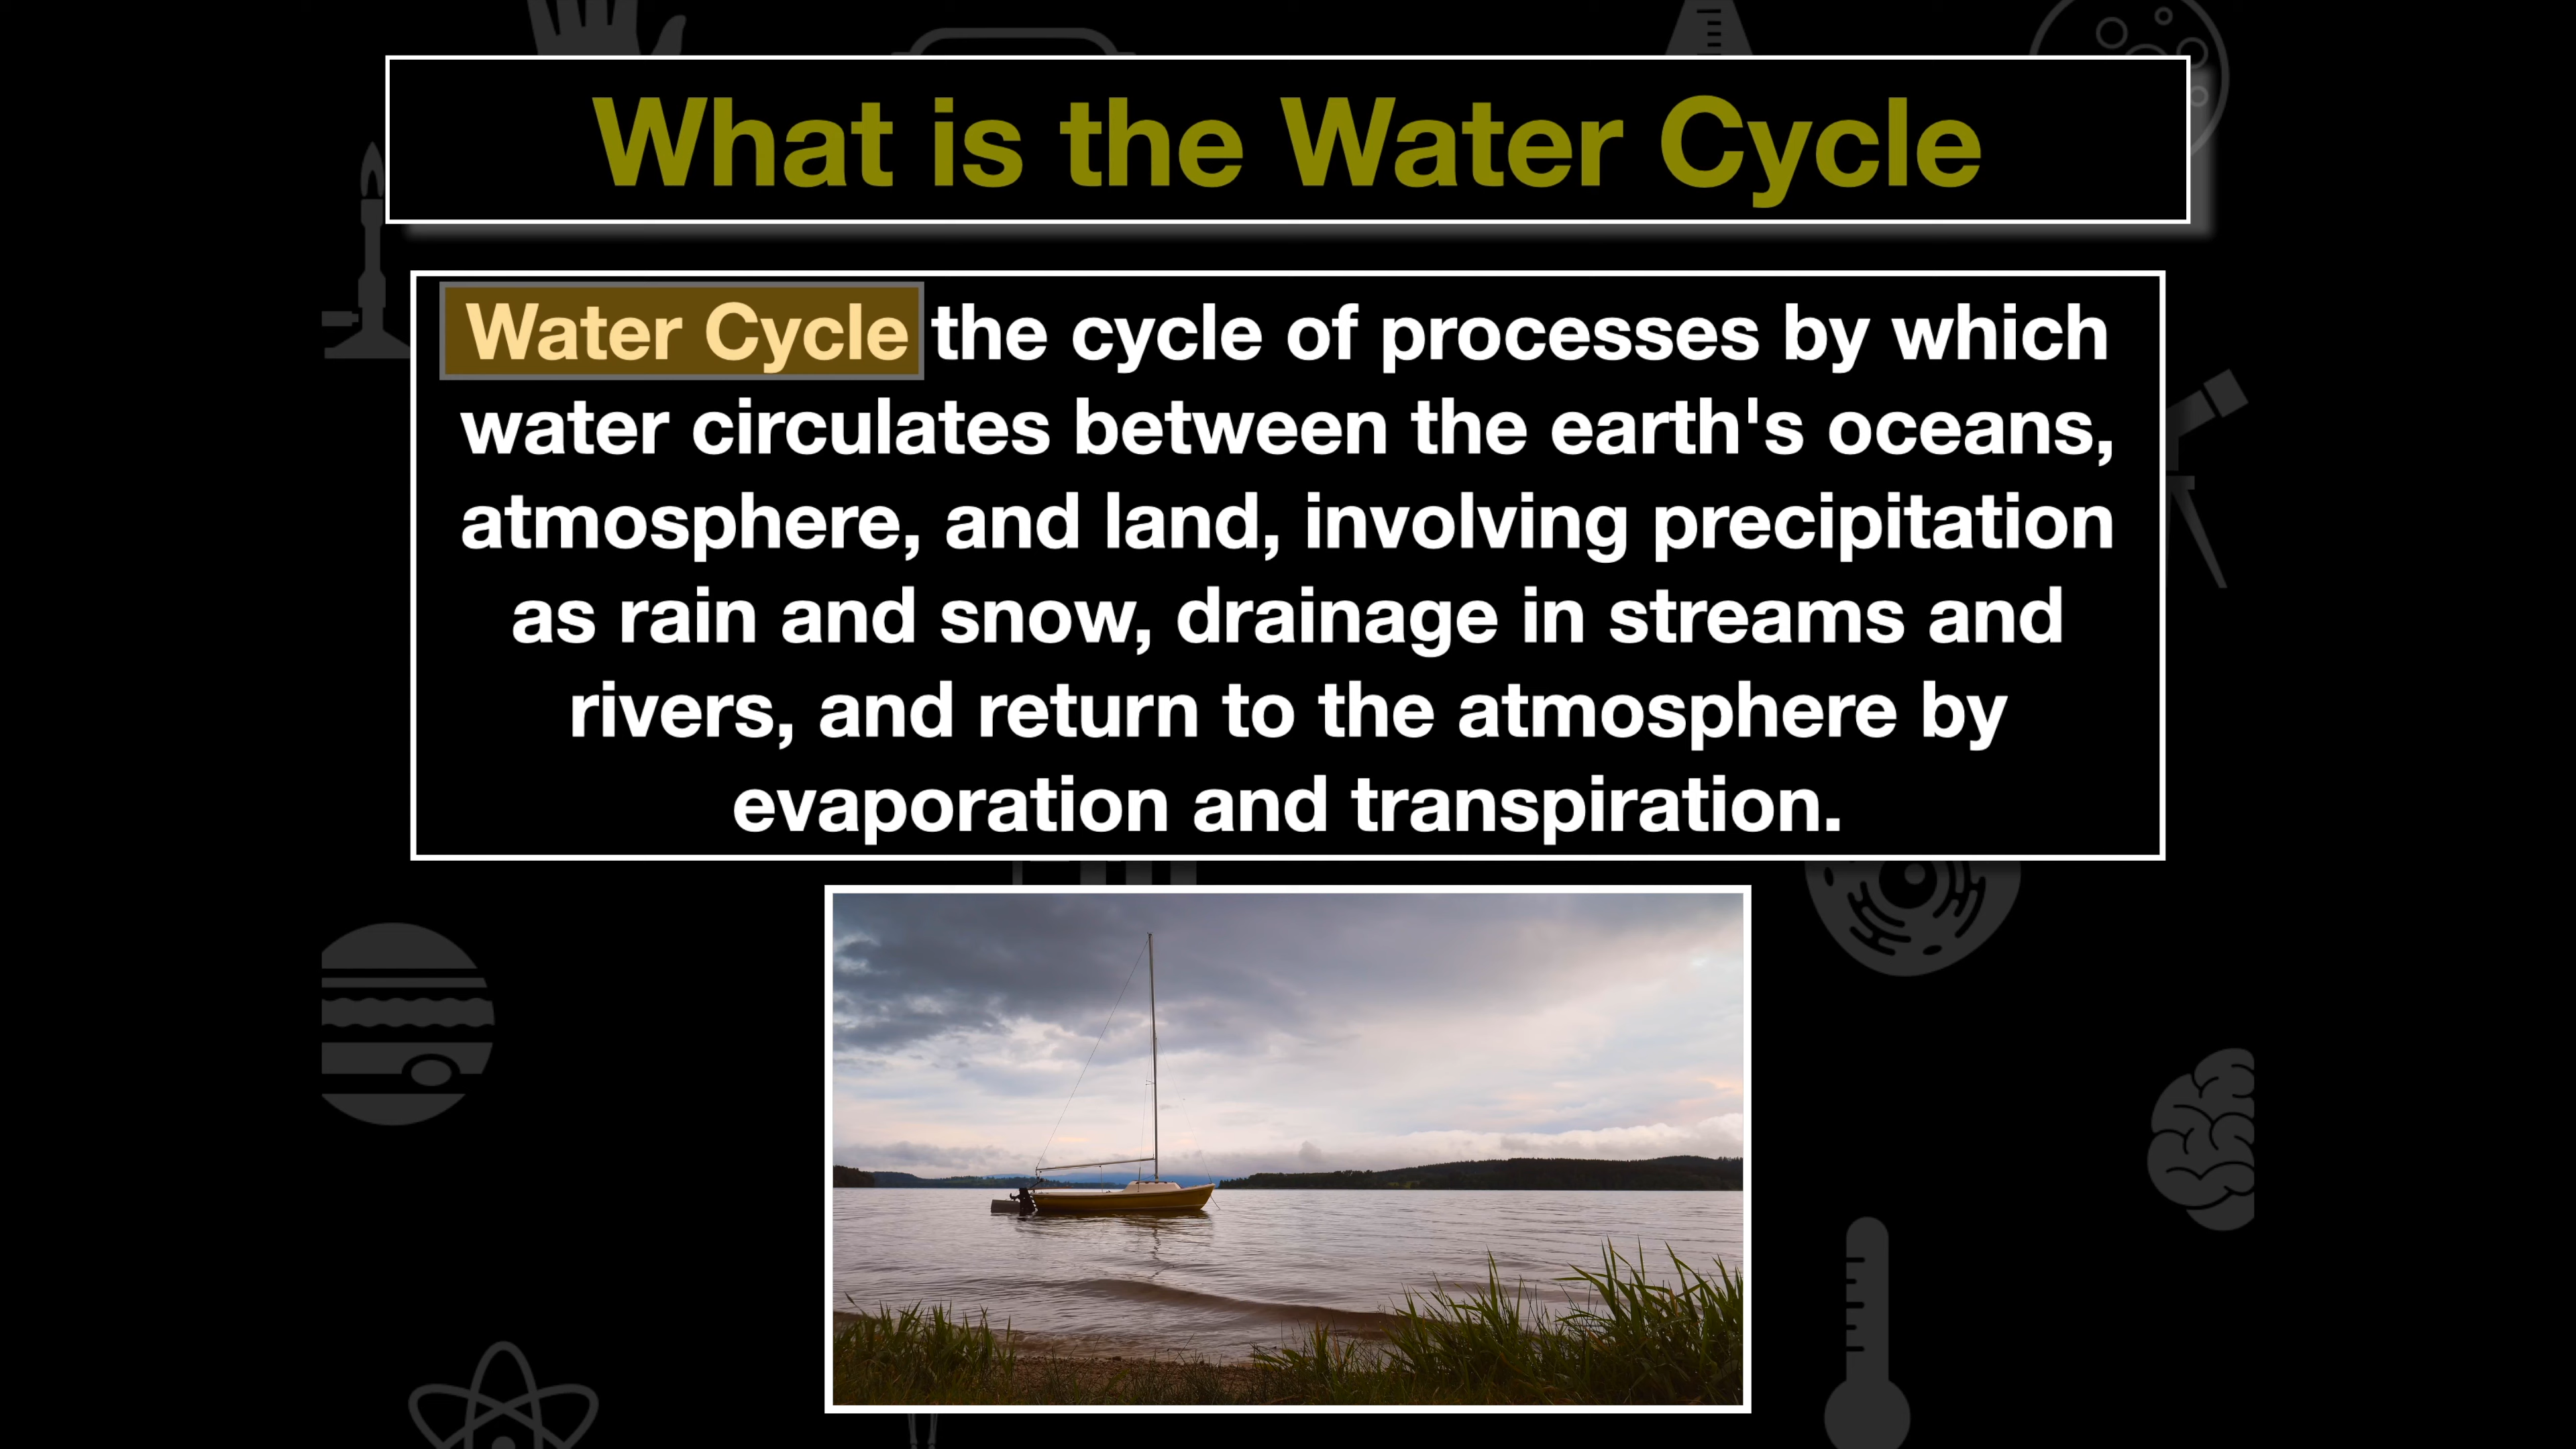 What is the Water Cycle
Water Cycle the cycle of processes by which
water circulates between the earth's oceans,
atmosphere, and land, involving precipitation
as rain and snow, drainage in streams and
rivers, and return to the atmosphere by
evaporation and transpiration.